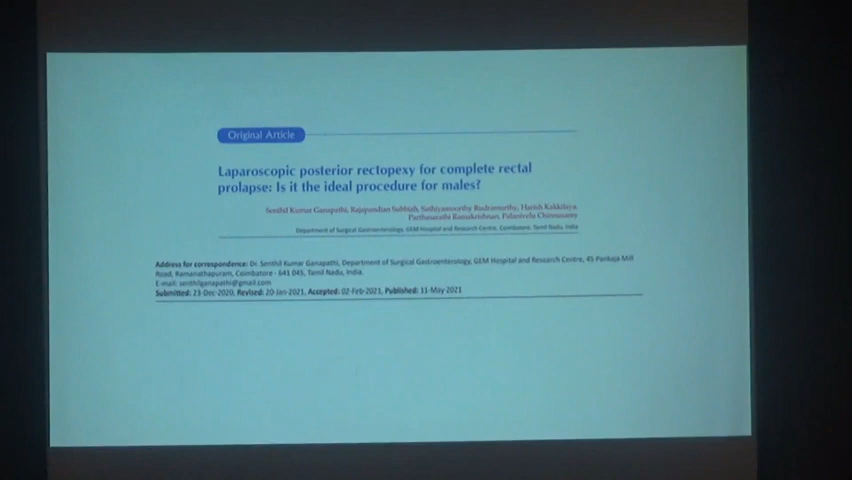 Original Article
Laparoscopic posterior rectopexy for complete rectal
prolapse: Is it the ideal procedure for males?
Senthil Kumar Ganapathi, Rajapandian Subbiah, Sathiyamoorthy Rudramurthy, Harish Kakkilaya,
Parthasarathi Ramakrishnan, Palanivelu Chinnusamy
Department of Surgical Gastroenterology, GEM Hospital and Research Centre, Coimbatore, Tamil Nadu, India
Address for correspondence: Dr. Senthil Kumar Ganapathi, Department of Surgical Gastroenterology, GEM Hospital and Research Centre, 45 Pankaja Mill
Road, Ramanathapuram, Coimbatore - 641 045, Tamil Nadu, India.
E-mail: senthilganapathi@gmail.com
Submitted: 23-Dec-2020, Revised: 20-Jan-2021, Accepted: 02-Feb-2021, Published: 11-May-2021